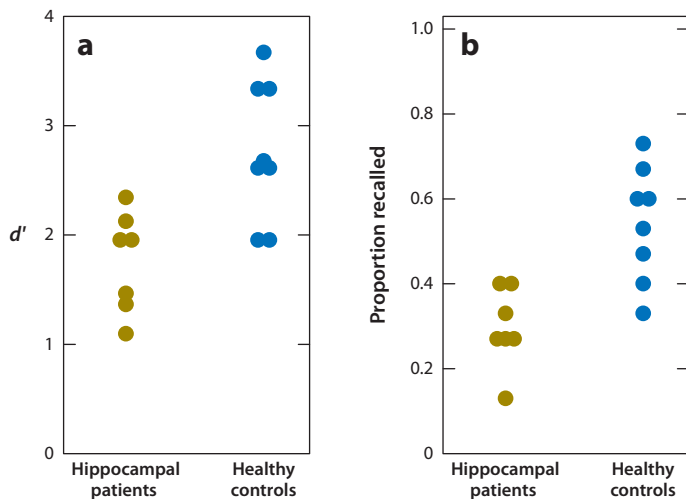 a
4
3
2
1
0
d'
Hippocampal
patients
Healthy
controls
b
1.0
0.8
0.6
0.4
0.2
0
Proportion recalled
Hippocampal
patients
Healthy
controls